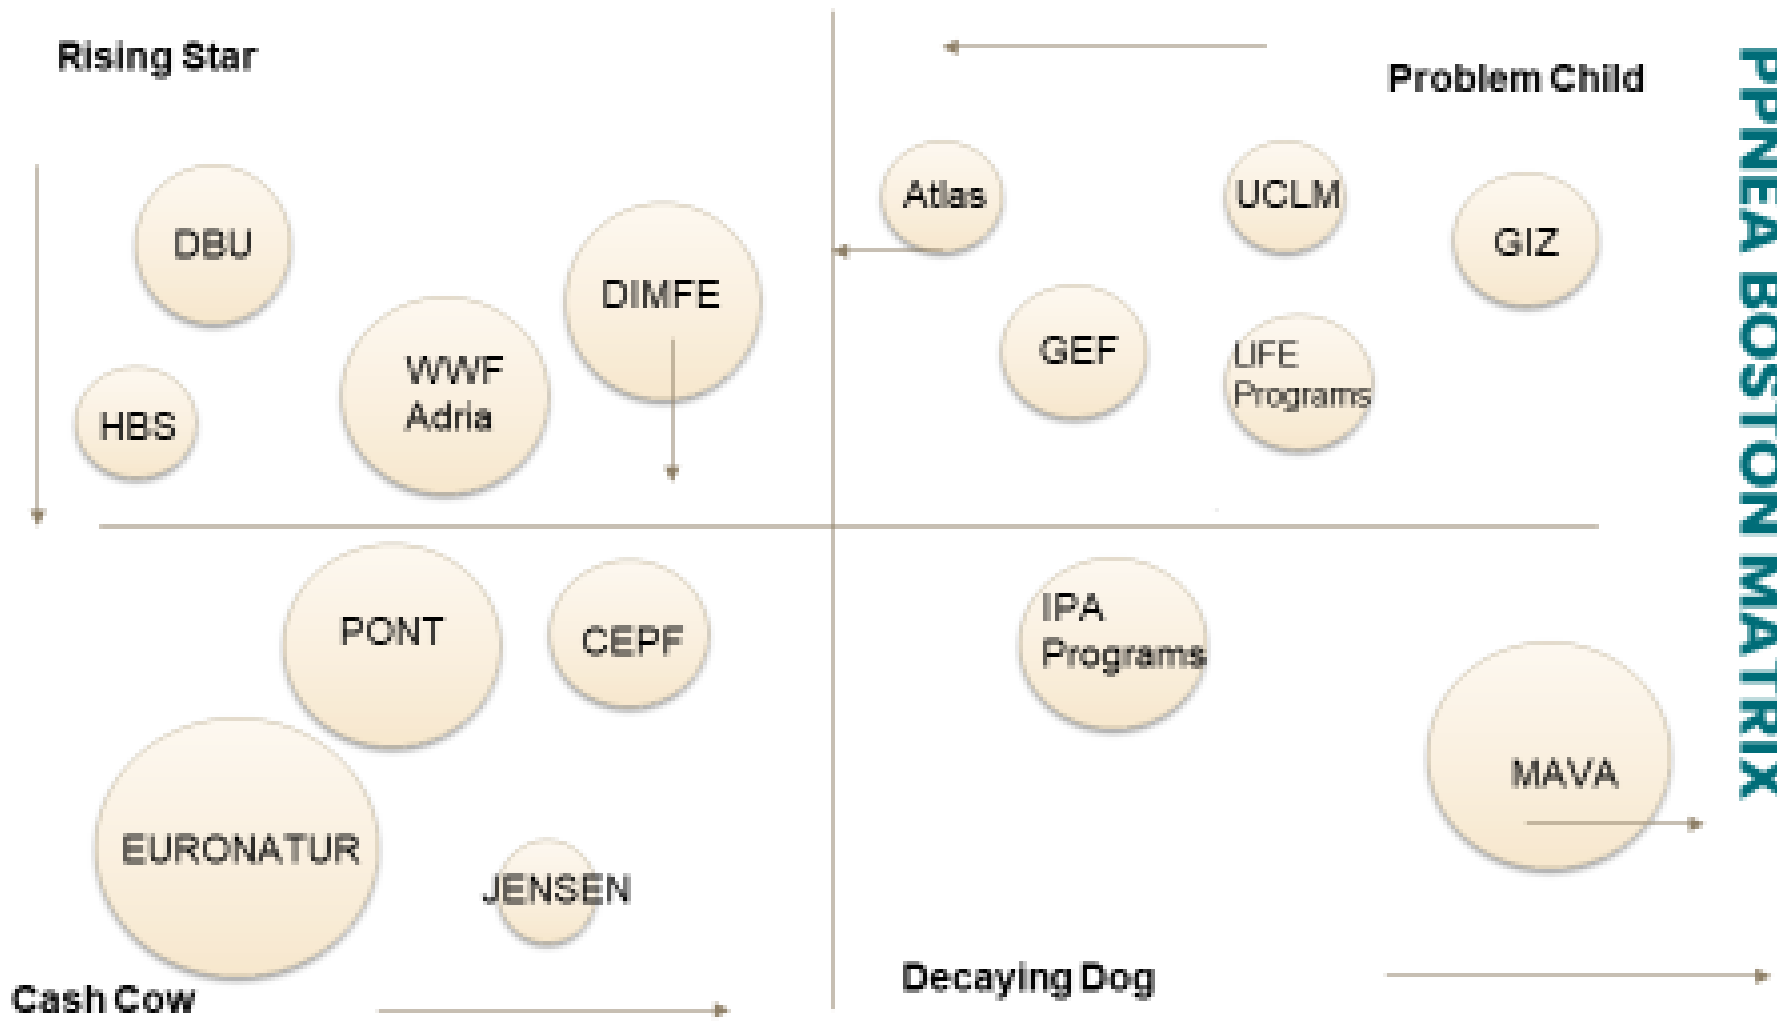 Rising Star
Problem Child
DBU
DIMFE
WWF
Adria
HBS
Atlas
UCLM
GIZ
GEF
LIFE
Programs
PONT
CEPF
EURONATUR
JENSEN
Cash Cow
IPA
Programs
MAVA
Decaying Dog
PPNEA BOSTON MATRIX